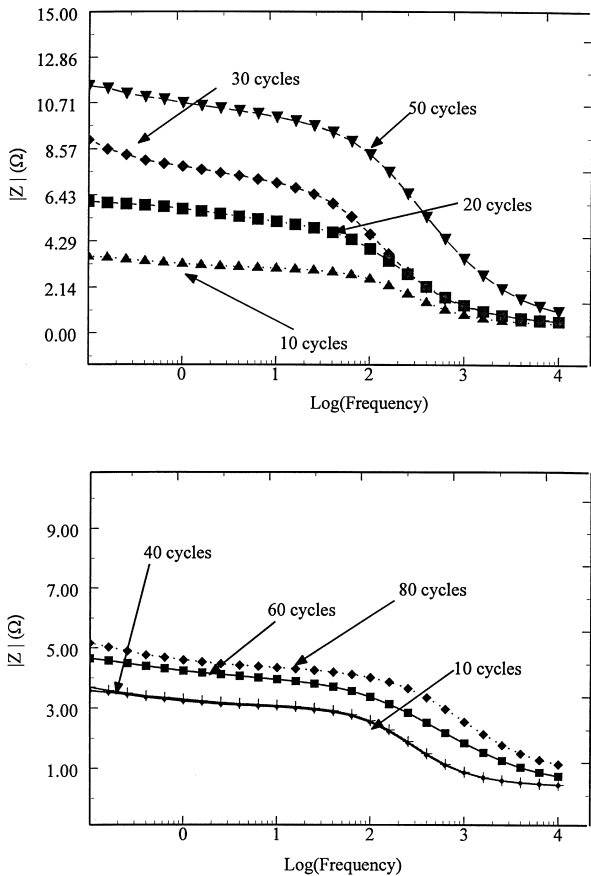 15.00
12.86
10.71
8.57
6.43
4.29
2.14
0.00
|Z| (Ω)
30 cycles
50 cycles
20 cycles
10 cycles
0 1 2 3 4
Log(Frequency)
9.00
7.00
5.00
3.00
1.00
|Z| (Ω)
40 cycles
60 cycles
80 cycles
10 cycles
0 1 2 3 4
Log(Frequency)